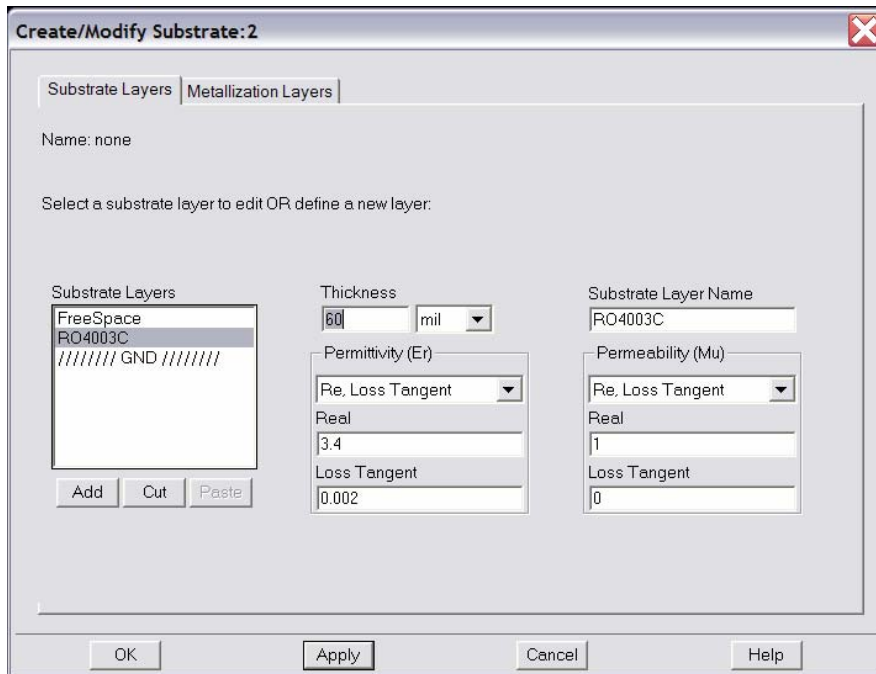 Create/Modify Substrate:2
Substrate Layers Metallization Layers
Name: none
Select a substrate layer to edit OR define a new layer:
Substrate Layers
FreeSpace
RO4003C
//////// GND ////////
Add Cut Paste
Thickness
60 mil
Permittivity (Er)
Re, Loss Tangent
Real
3.4
Loss Tangent
0.002
Substrate Layer Name
RO4003C
Permeability (Mu)
Re, Loss Tangent
Real
1
Loss Tangent
0
OK Apply Cancel Help